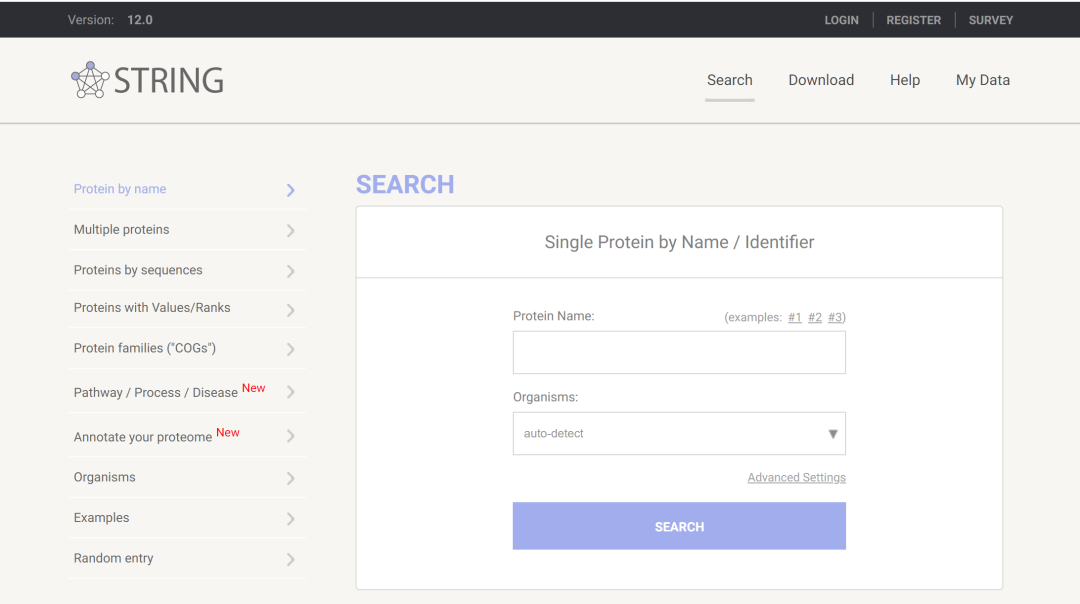 Version: 12.0
LOGIN REGISTER SURVEY
STRING
Search Download Help My Data
Protein by name
Multiple proteins
Proteins by sequences
Proteins with Values/Ranks
Protein families ("COGs")
Pathway / Process / Disease New
Annotate your proteome New
Organisms
Examples
Random entry
SEARCH
Single Protein by Name / Identifier
Protein Name: (examples: #1 #2 #3)
Organisms:
auto-detect
Advanced Settings
SEARCH